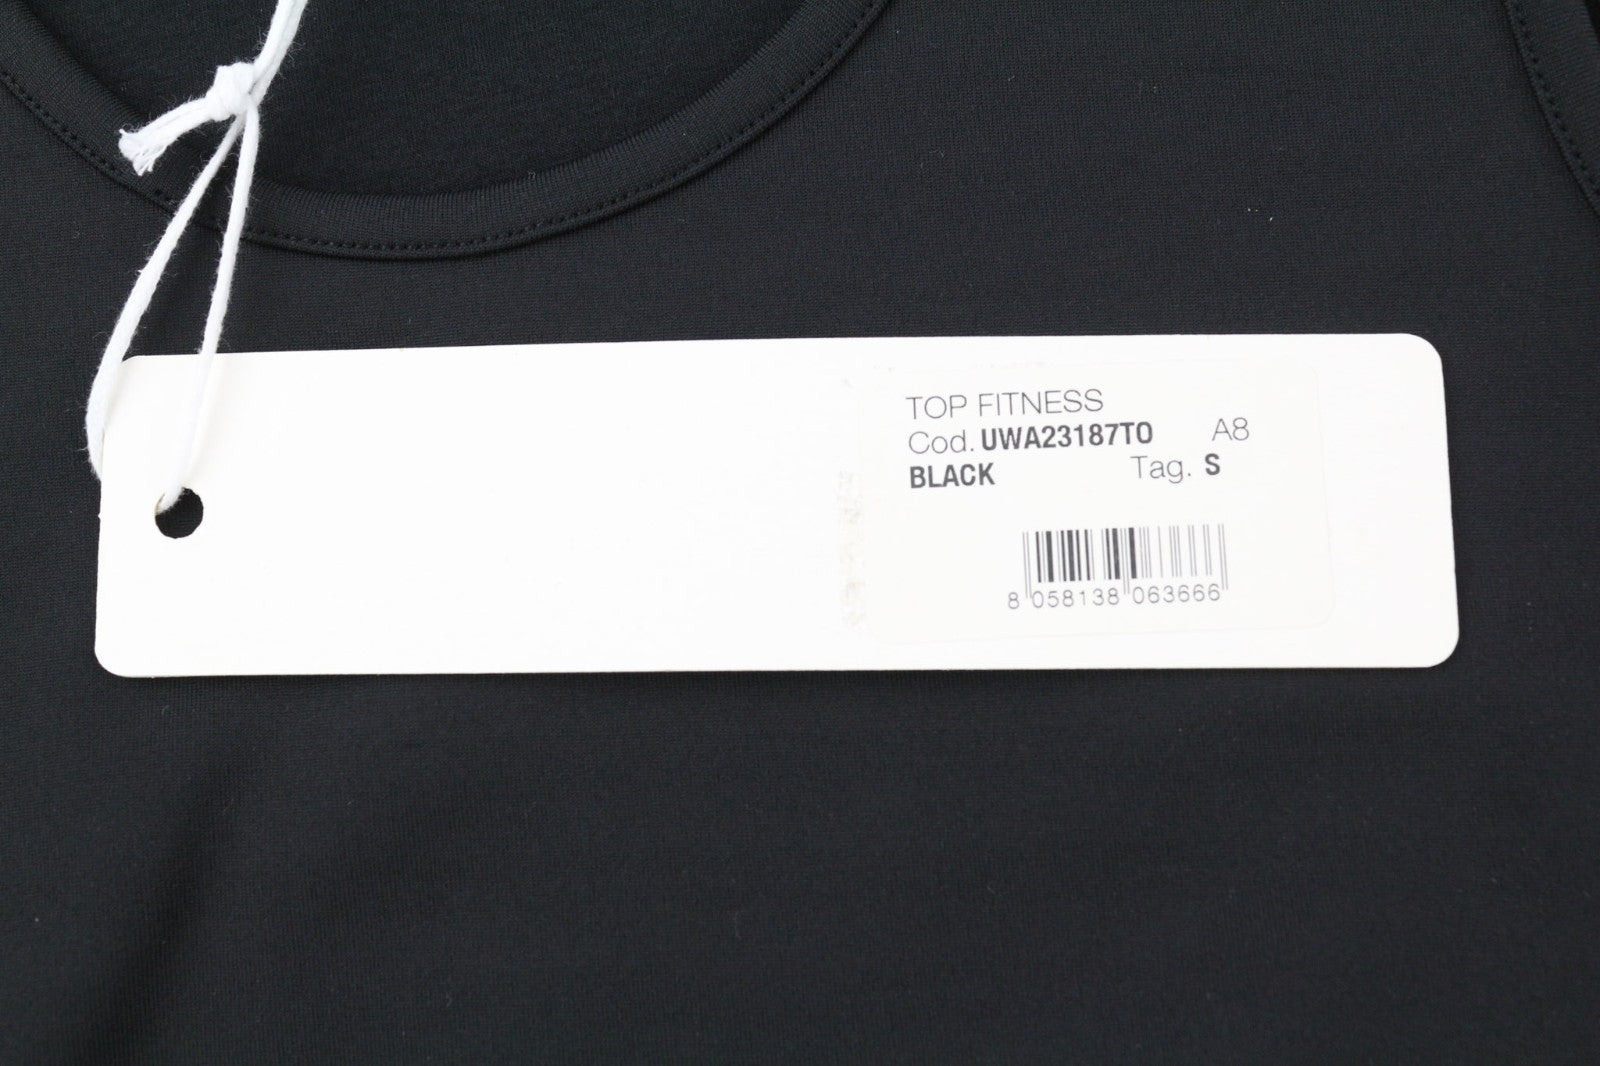 TOP FITNESS
Cod. UWA23187TO A8
BLACK Tag. S
8 058138 063666